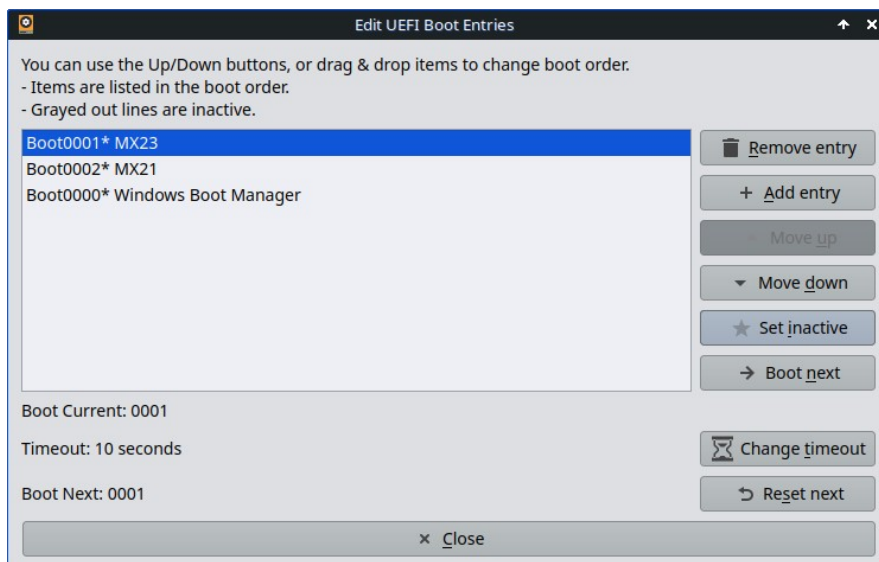 Edit UEFI Boot Entries
You can use the Up/Down buttons, or drag & drop items to change boot order.
- Items are listed in the boot order.
- Grayed out lines are inactive.
Boot0001* MX23
Boot0002* MX21
Boot0000* Windows Boot Manager
Remove entry
Add entry
Move up
Move down
Set inactive
Boot next
Boot Current: 0001
Timeout: 10 seconds
Change timeout
Boot Next: 0001
Reset next
Close